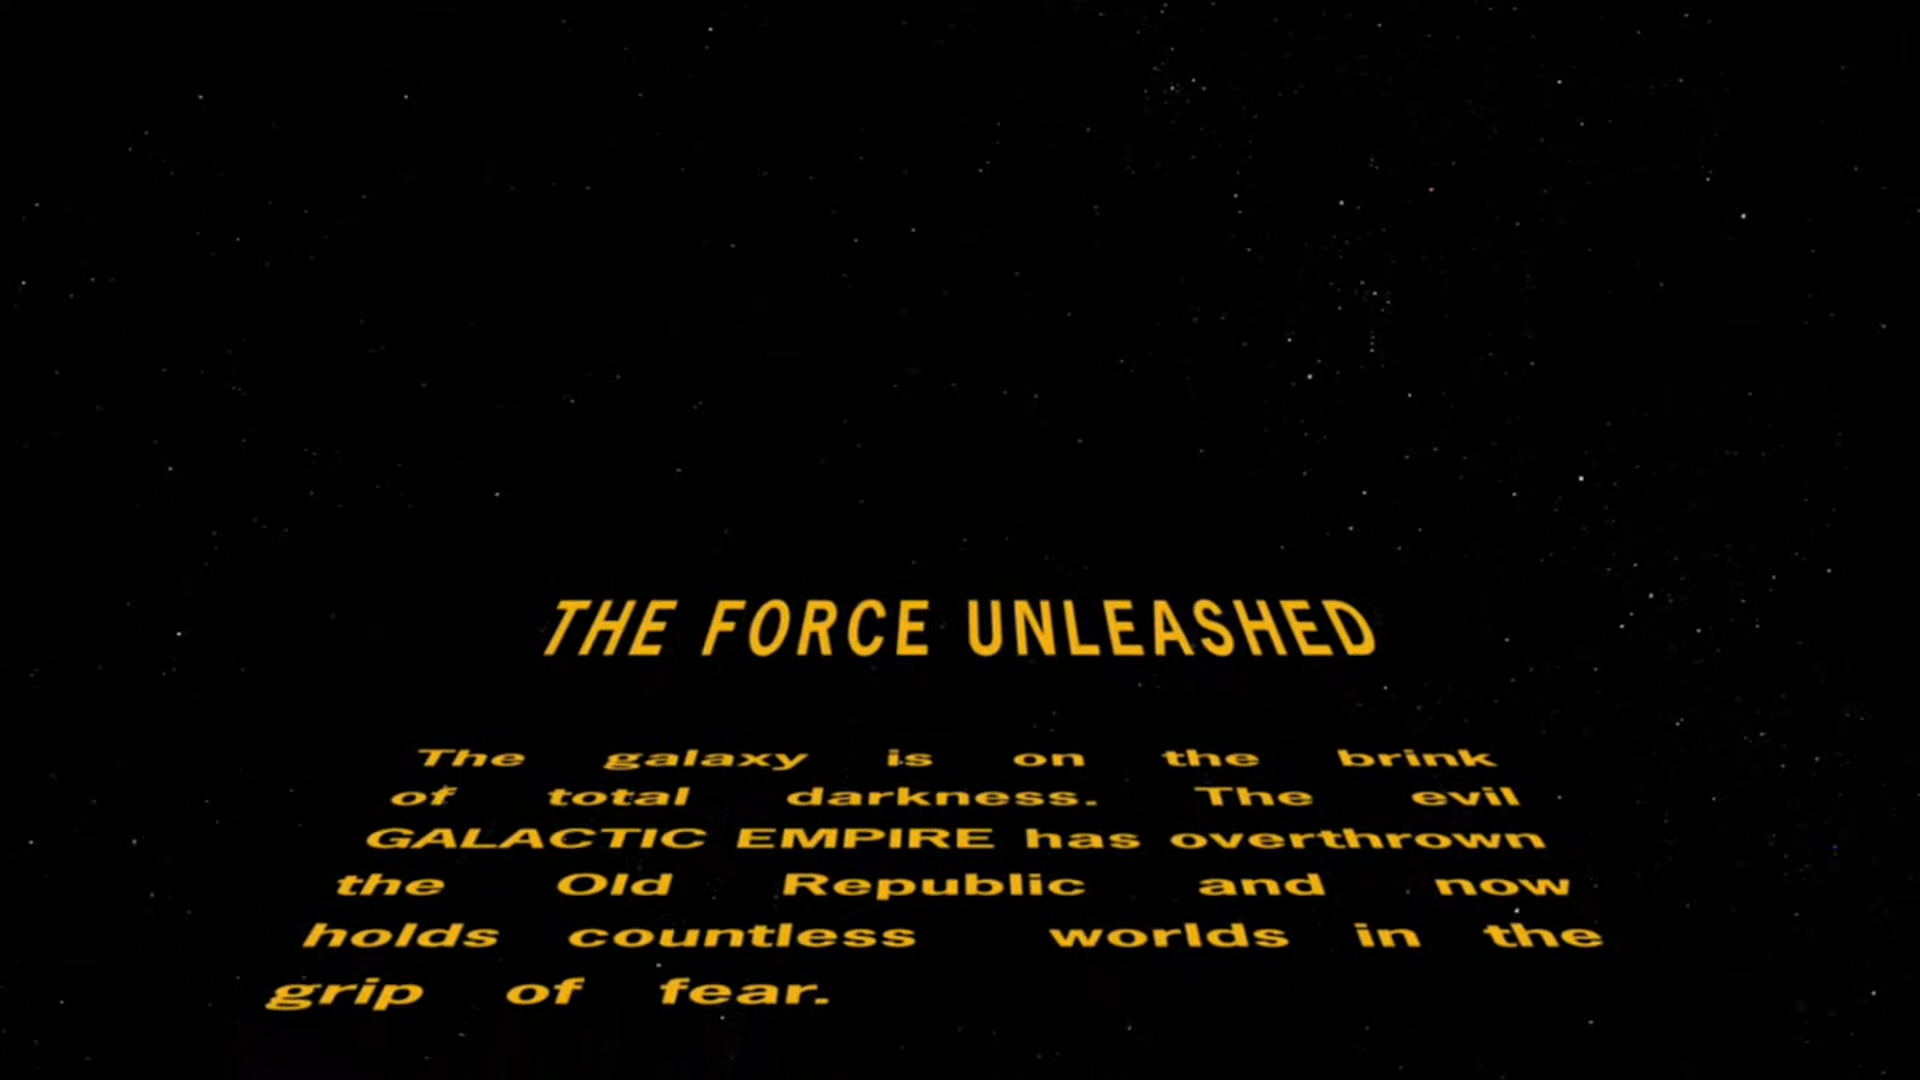 THE FORCE UNLEASHED
The galaxy is on the brink
of total darkness. The evil
GALACTIC EMPIRE has overthrown
the Old Republic and now
holds countless worlds in the
grip of fear.